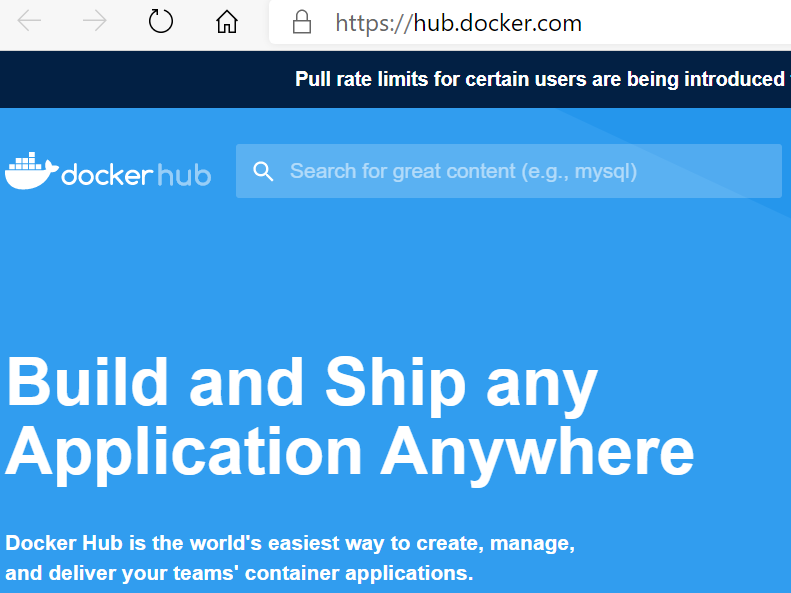 https://hub.docker.com
Pull rate limits for certain users are being introduced
docker hub
Search for great content (e.g., mysql)
Build and Ship any
Application Anywhere
Docker Hub is the world's easiest way to create, manage,
and deliver your teams' container applications.